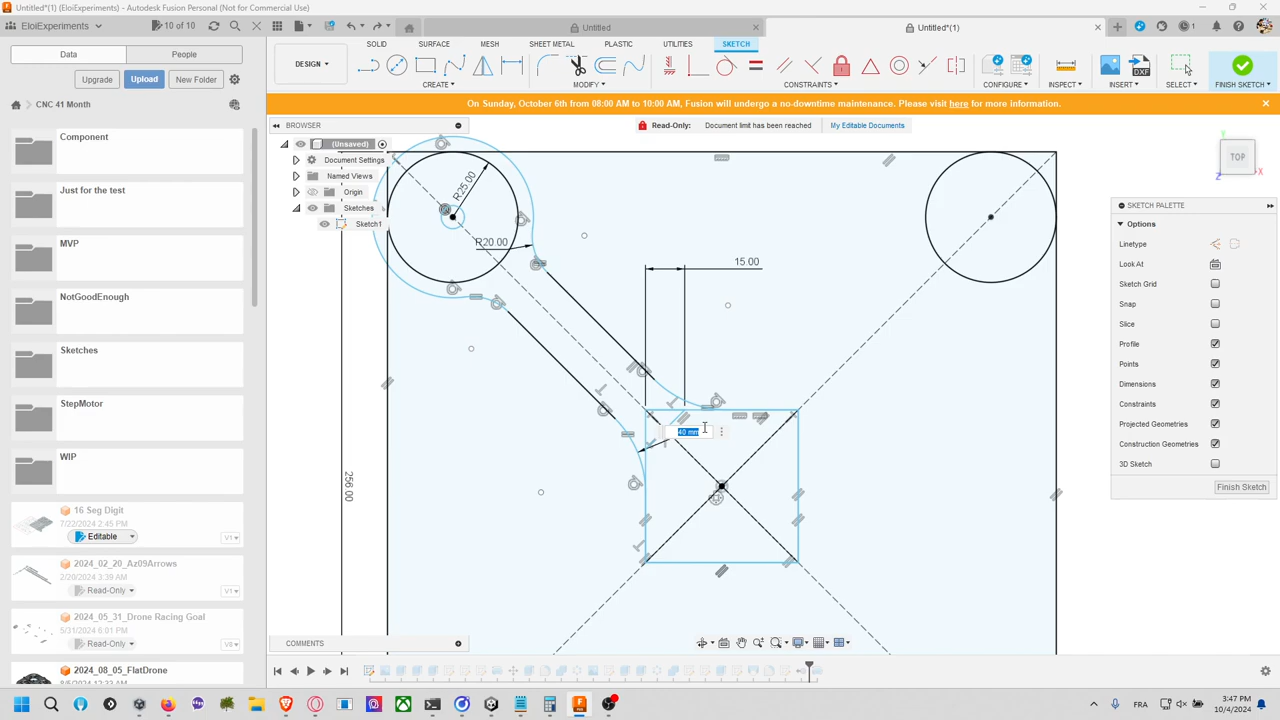 Untitled*(1) (EloiExperiments) - Autodesk Fusion Personal (Not for Commercial Use)
EloiExperiments
10 of 10
Untitled
Untitled*(1)
1
Data
People
SOLID
SURFACE
MESH
SHEET METAL
PLASTIC
UTILITIES
SKETCH
Upgrade
Upload
New Folder
DESIGN
DXF
CREATE
MODIFY
CONSTRAINTS
CONFIGURE
INSPECT
INSERT
SELECT
FINISH SKETCH
CNC 41 Month
On Sunday, October 6th from 08:00 AM to 10:00 AM, Fusion will undergo a no-downtime maintenance. Please visit here for more information.
BROWSER
Read-Only:
Document limit has been reached
My Editable Documents
(Unsaved)
Document Settings
Named Views
Origin
Sketches
Sketch1
Component
Just for the test
MVP
NotGoodEnough
Sketches
StepMotor
WIP
16 Seg Digit
7/22/2024 2:45 PM
Editable
V1
2024_02_20_Az09Arrows
2/20/2024 3:39 AM
Read-Only
V1
2024_05_31_Drone Racing Goal
5/31/2024 6:01 PM
Read-Only
V8
2024_08_05_FlatDrone
R25.00
R20.00
15.00
256.00
40 mm
Y
TOP
X
Z
SKETCH PALETTE
Options
Linetype
Look At
Sketch Grid
Snap
Slice
Profile
Points
Dimensions
Constraints
Projected Geometries
Construction Geometries
3D Sketch
Finish Sketch
COMMENTS
FRA
3:47 PM
10/4/2024